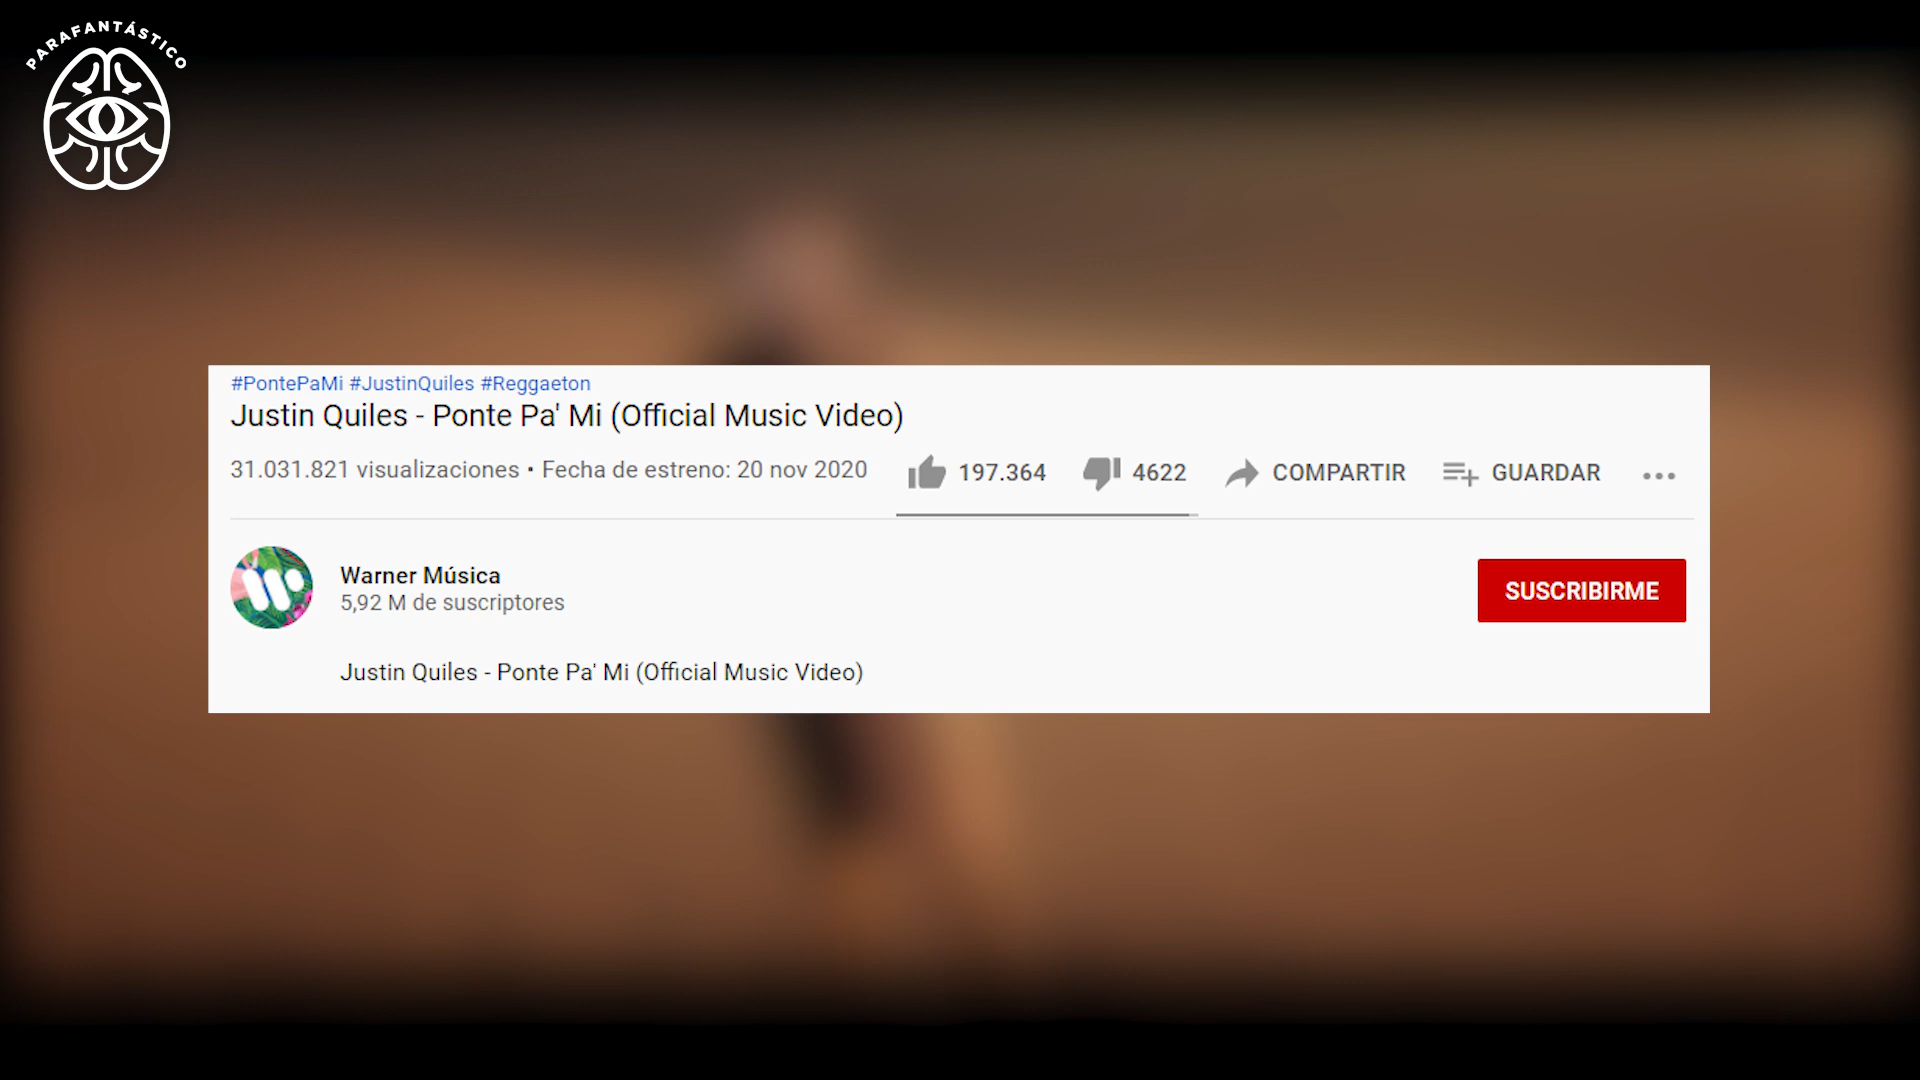 PARAFANTÁSTICO
#PontePaMi #JustinQuiles #Reggaeton
Justin Quiles - Ponte Pa' Mi (Official Music Video)
31.031.821 visualizaciones • Fecha de estreno: 20 nov 2020 197.364 4622 COMPARTIR GUARDAR ...
Warner Música
5,92 M de suscriptores
SUSCRIBIRME
Justin Quiles - Ponte Pa' Mi (Official Music Video)